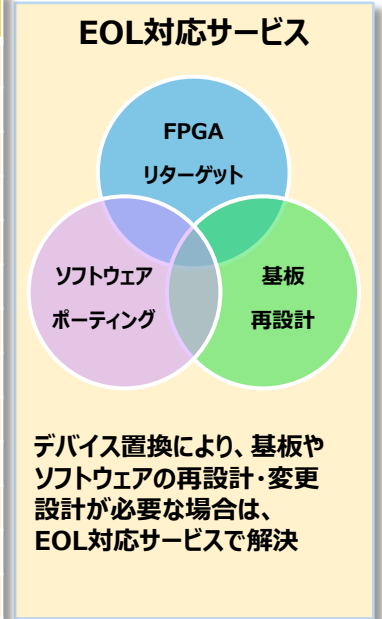 EOL対応サービス
FPGA
リターゲット
ソフトウェア
ポーティング
基板
再設計
デバイス置換により、基板や
ソフトウェアの再設計・変更
設計が必要な場合は、
EOL対応サービスで解決